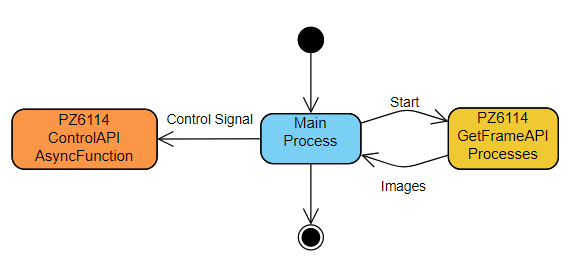 PZ6114
ControlAPI
AsyncFunction
Control Signal
Main
Process
Start
Images
PZ6114
GetFrameAPI
Processes